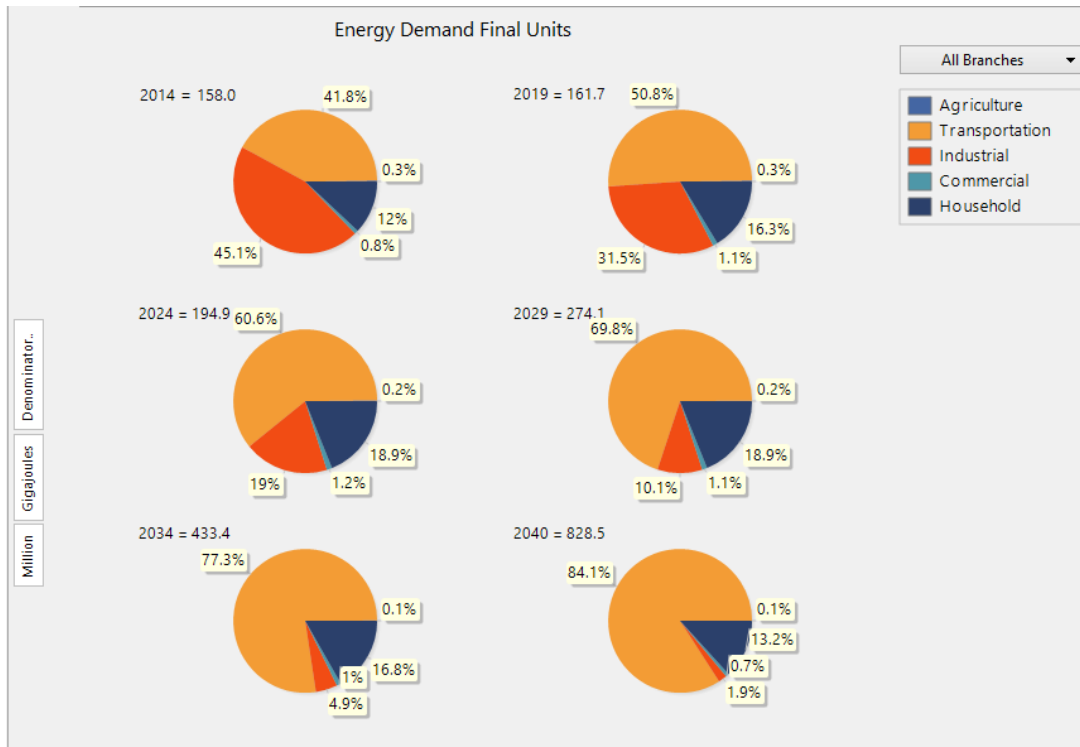 Energy Demand Final Units
All Branches
Agriculture
Transportation
Industrial
Commercial
Household
2014 = 158.0
41.8%
0.3%
12%
0.8%
45.1%
2019 = 161.7
50.8%
0.3%
16.3%
1.1%
31.5%
2024 = 194.9
60.6%
0.2%
18.9%
1.2%
19%
2029 = 274.1
69.8%
0.2%
18.9%
1.1%
10.1%
2034 = 433.4
77.3%
0.1%
16.8%
1%
4.9%
2040 = 828.5
84.1%
0.1%
13.2%
0.7%
1.9%
Denominator..
Gigajoules
Million